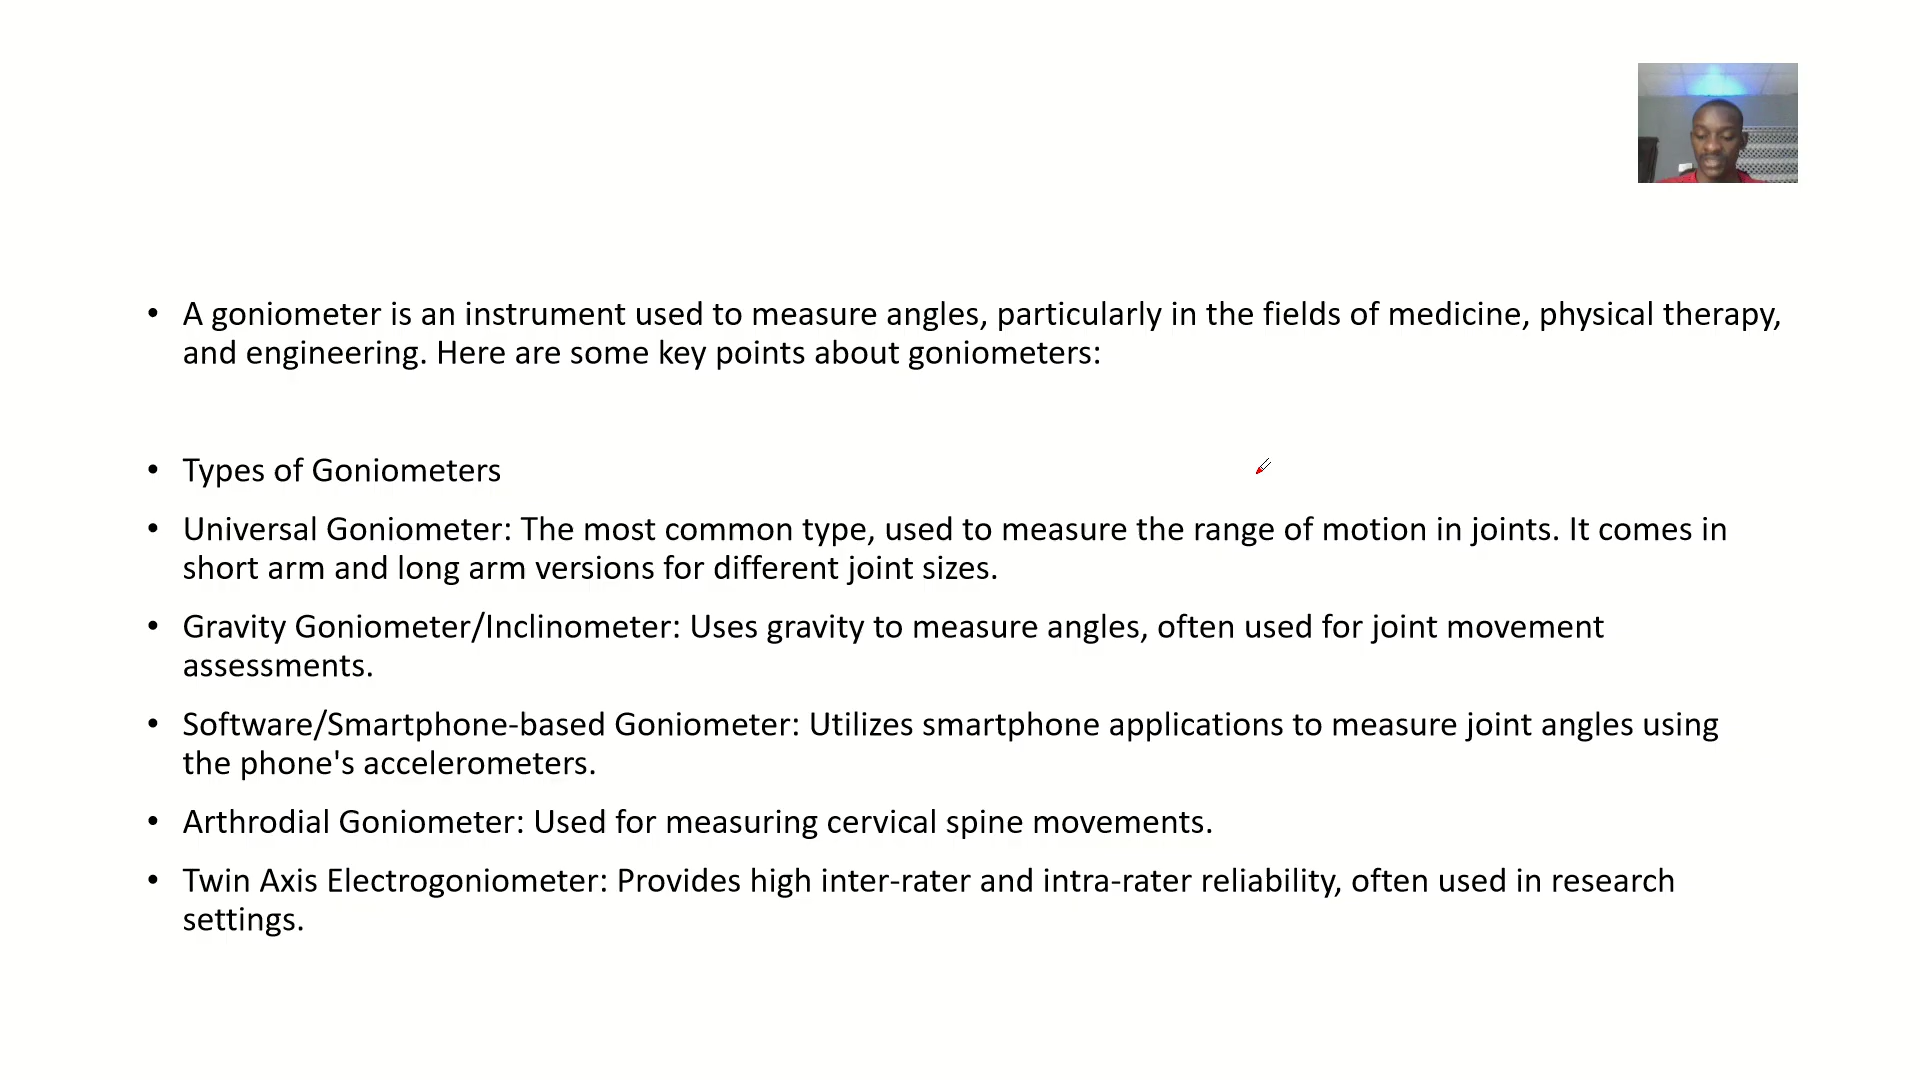 • A goniometer is an instrument used to measure angles, particularly in the fields of medicine, physical therapy,
and engineering. Here are some key points about goniometers:
• Types of Goniometers
• Universal Goniometer: The most common type, used to measure the range of motion in joints. It comes in
short arm and long arm versions for different joint sizes.
• Gravity Goniometer/Inclinometer: Uses gravity to measure angles, often used for joint movement
assessments.
• Software/Smartphone-based Goniometer: Utilizes smartphone applications to measure joint angles using
the phone's accelerometers.
• Arthrodial Goniometer: Used for measuring cervical spine movements.
• Twin Axis Electrogoniometer: Provides high inter-rater and intra-rater reliability, often used in research
settings.